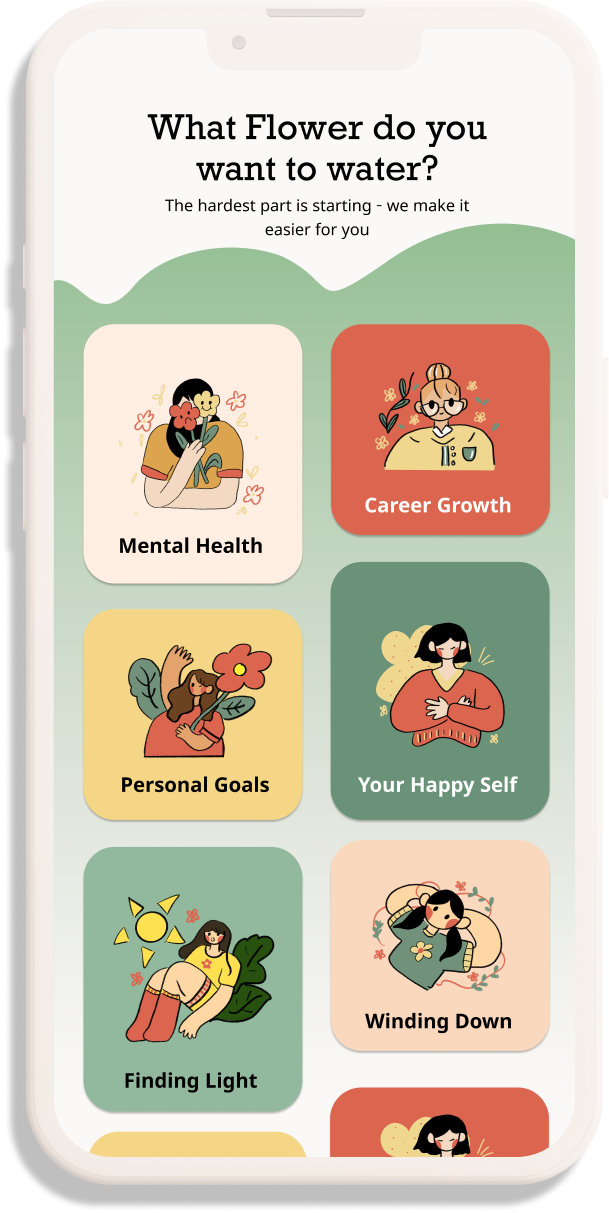 What Flower do you
want to water?
The hardest part is starting - we make it
easier for you
Mental Health
Career Growth
Personal Goals
Your Happy Self
Finding Light
Winding Down